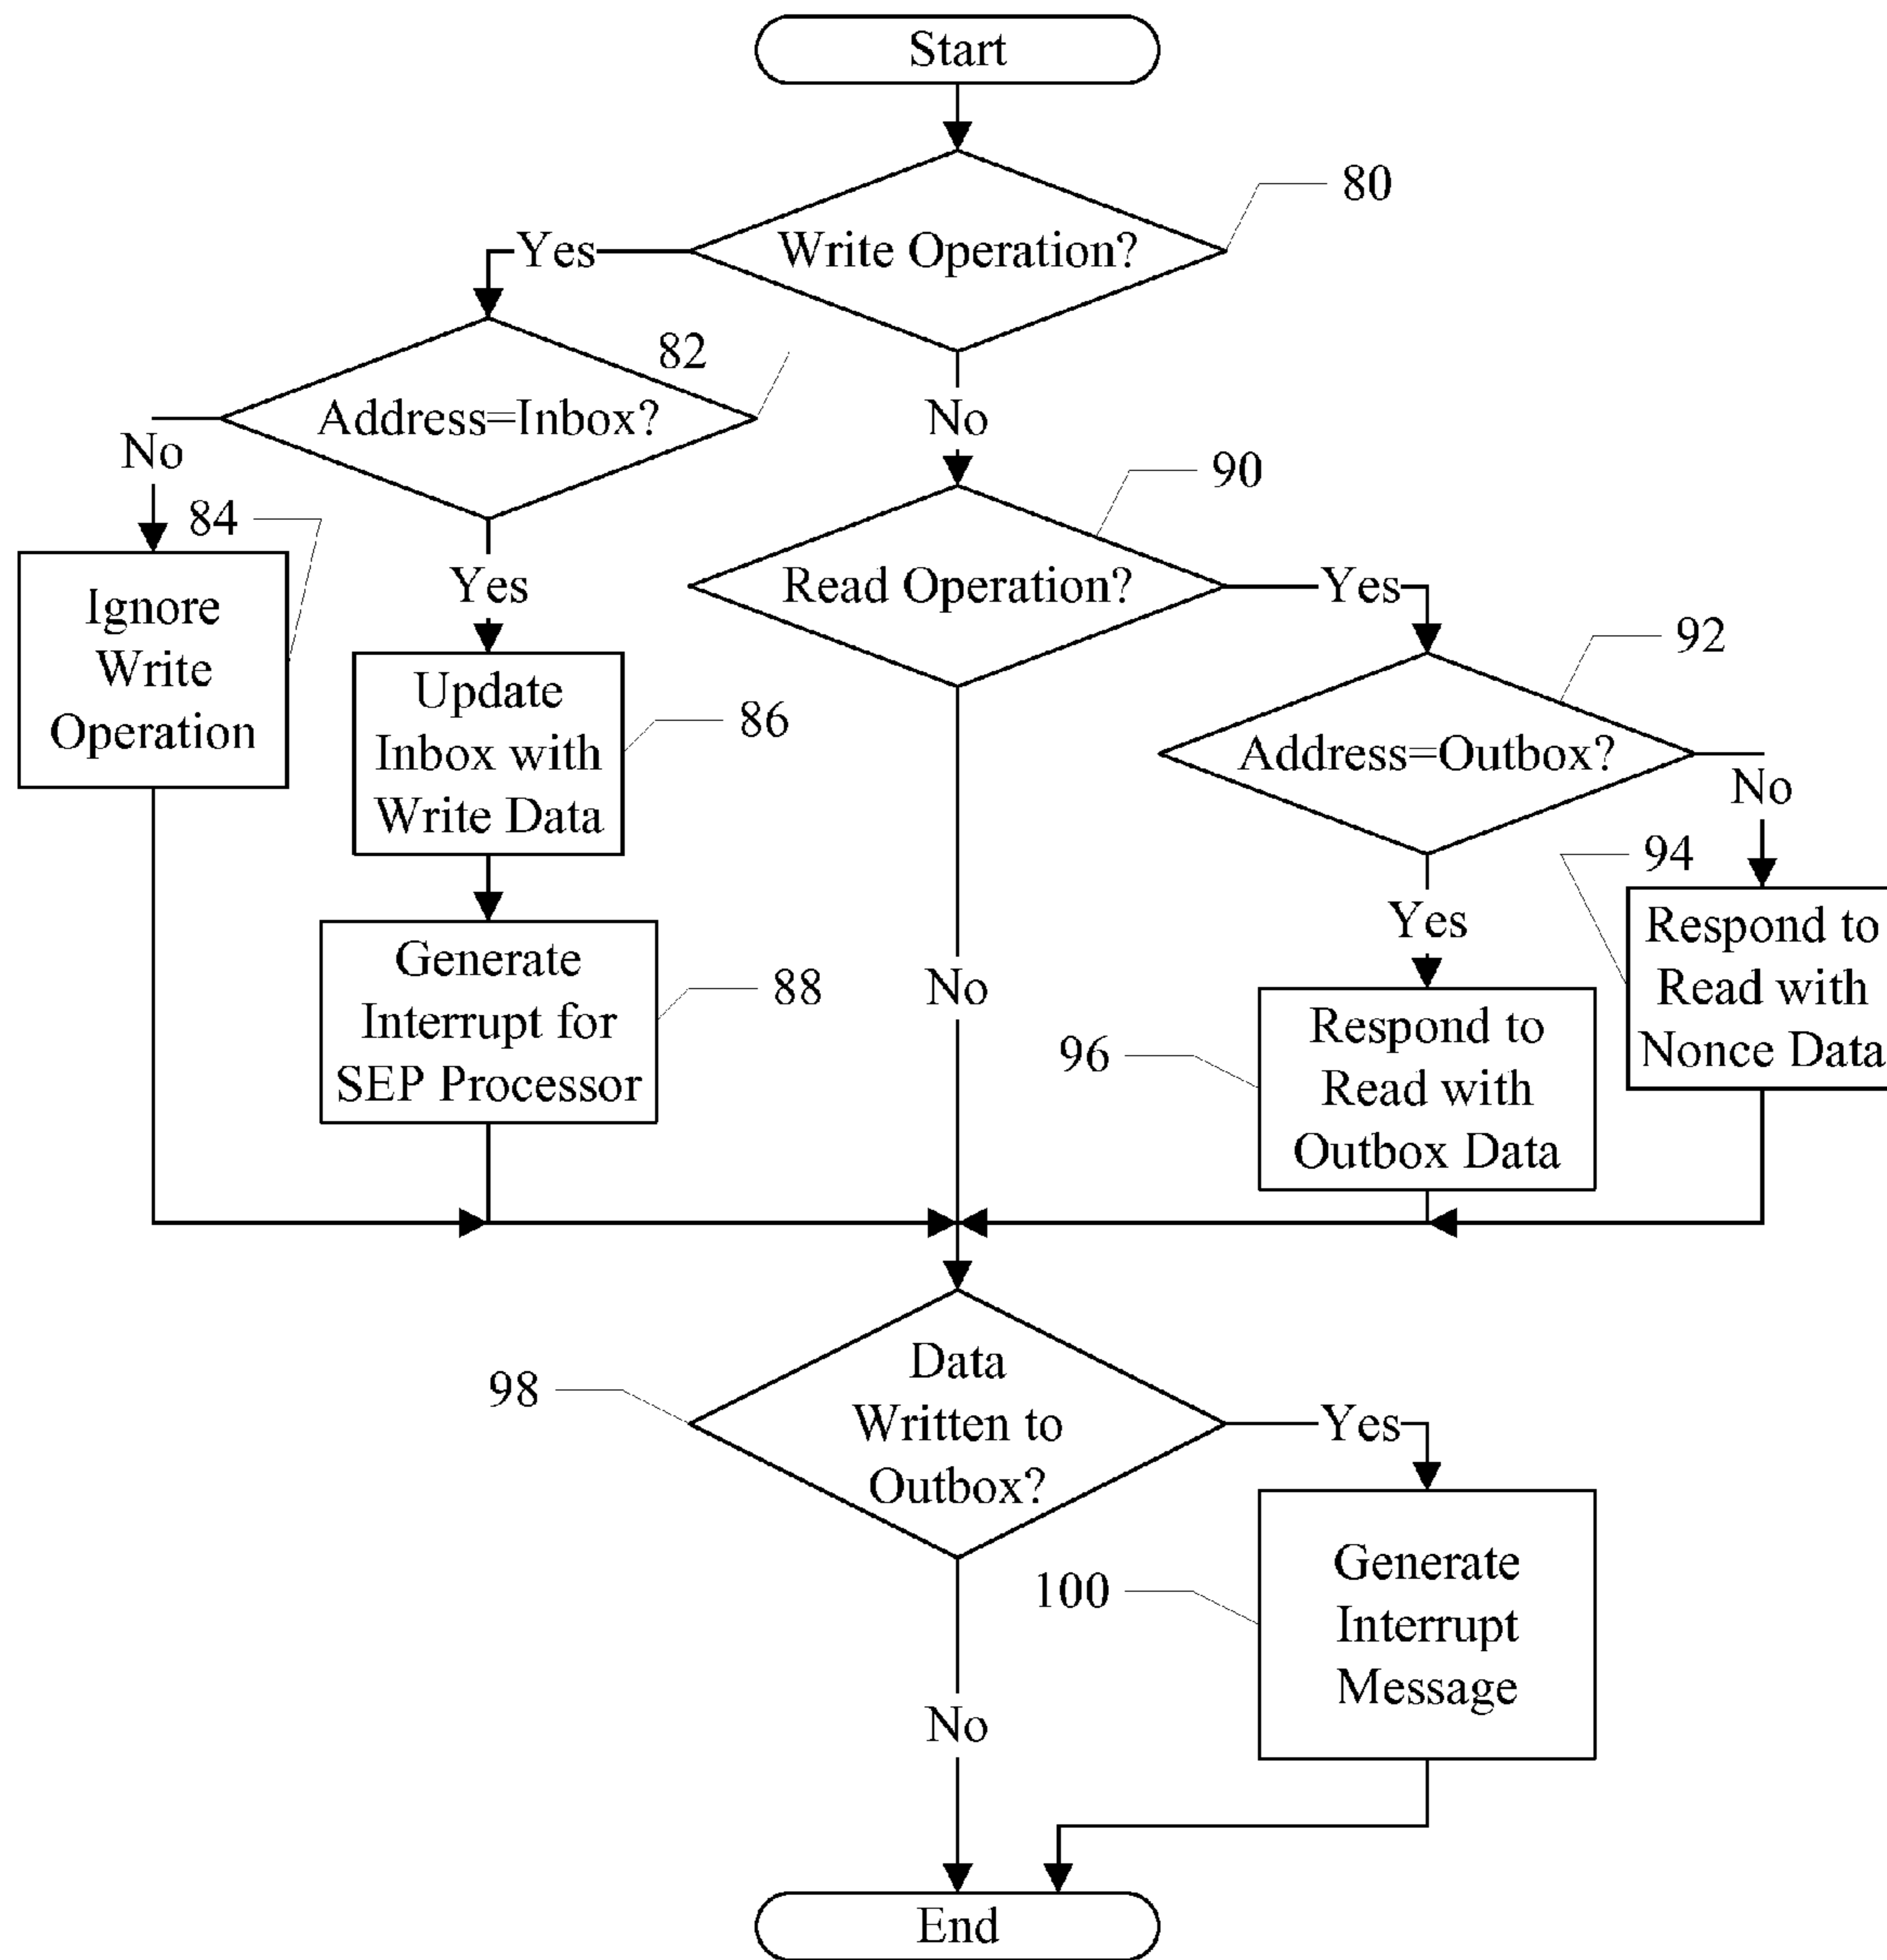 Start
80
Write Operation?
Yes
82
Address=Inbox?
No
No
90
84
Ignore
Write
Operation
Yes
Read Operation?
Yes
92
Update
Inbox with
Write Data
86
Address=Outbox?
No
94
Yes
Respond to
Read with
Nonce Data
Generate
Interrupt for
SEP Processor
88
No
96
Respond to
Read with
Outbox Data
98
Data
Written to
Outbox?
Yes
100
Generate
Interrupt
Message
No
End